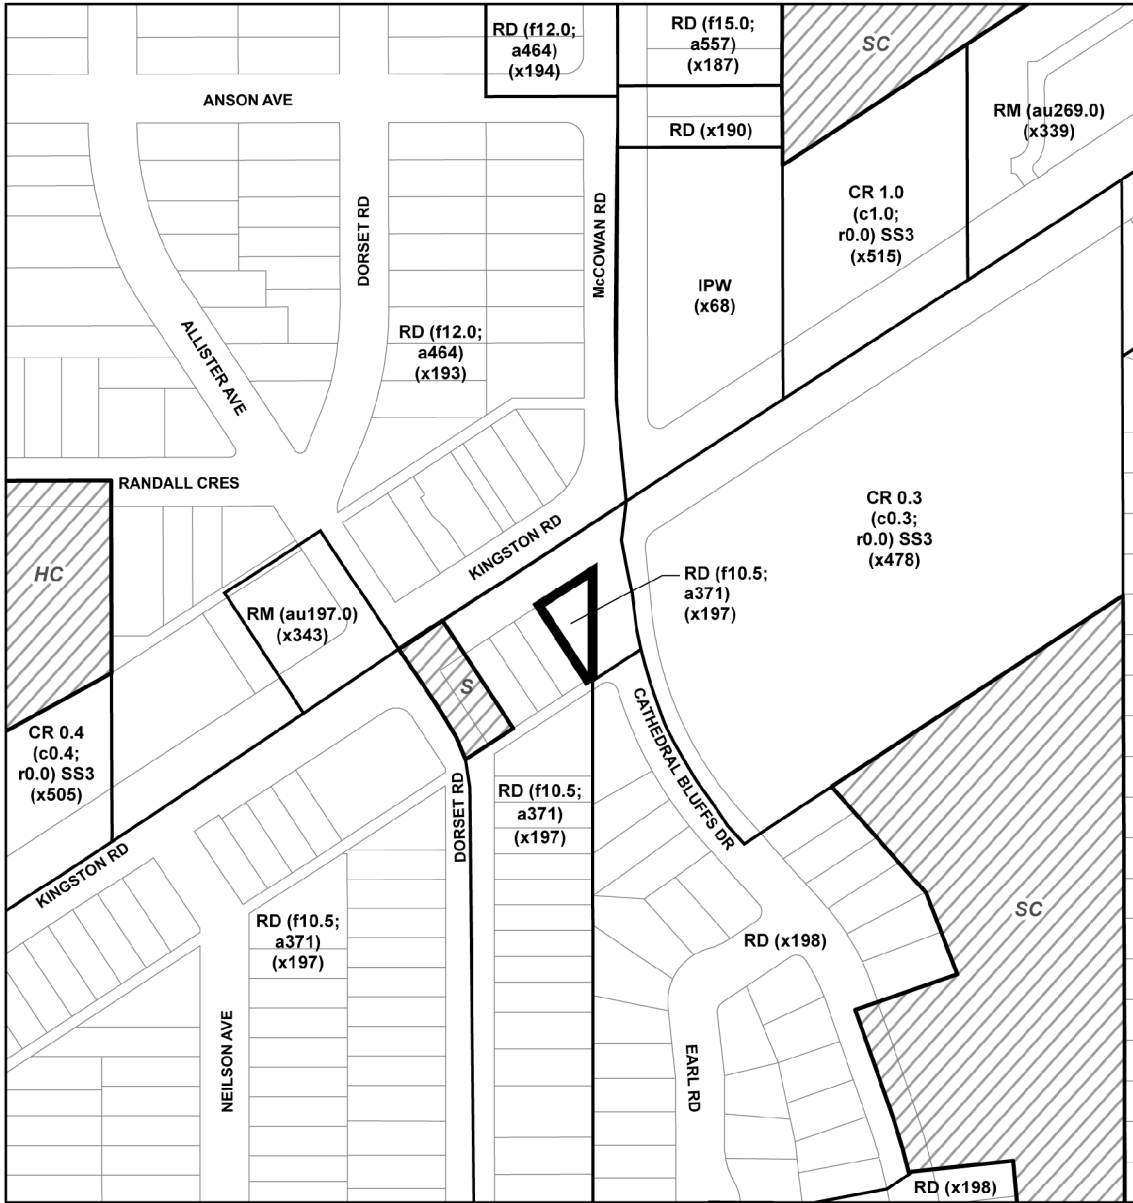 RD (f12.0;
a464)
(x194)
RD (f15.0;
a557)
(x187)
SC
ANSON AVE
RD (x190)
RM (au269.0)
(x339)
CR 1.0
(c1.0;
r0.0) SS3
(x515)
DORSET RD
McCOWAN RD
IPW
(x68)
ALLISTER AVE
RD (f12.0;
a464)
(x193)
RANDALL CRES
KINGSTON RD
CR 0.3
(c0.3;
r0.0) SS3
(x478)
HC
RD (f10.5;
a371)
(x197)
RM (au197.0)
(x343)
S
CATHEDRAL BLUFFS DR
CR 0.4
(c0.4;
r0.0) SS3
(x505)
DORSET RD
RD (f10.5;
a371)
(x197)
KINGSTON RD
RD (f10.5;
a371)
(x197)
RD (x198)
SC
NEILSON AVE
EARL RD
RD (x198)